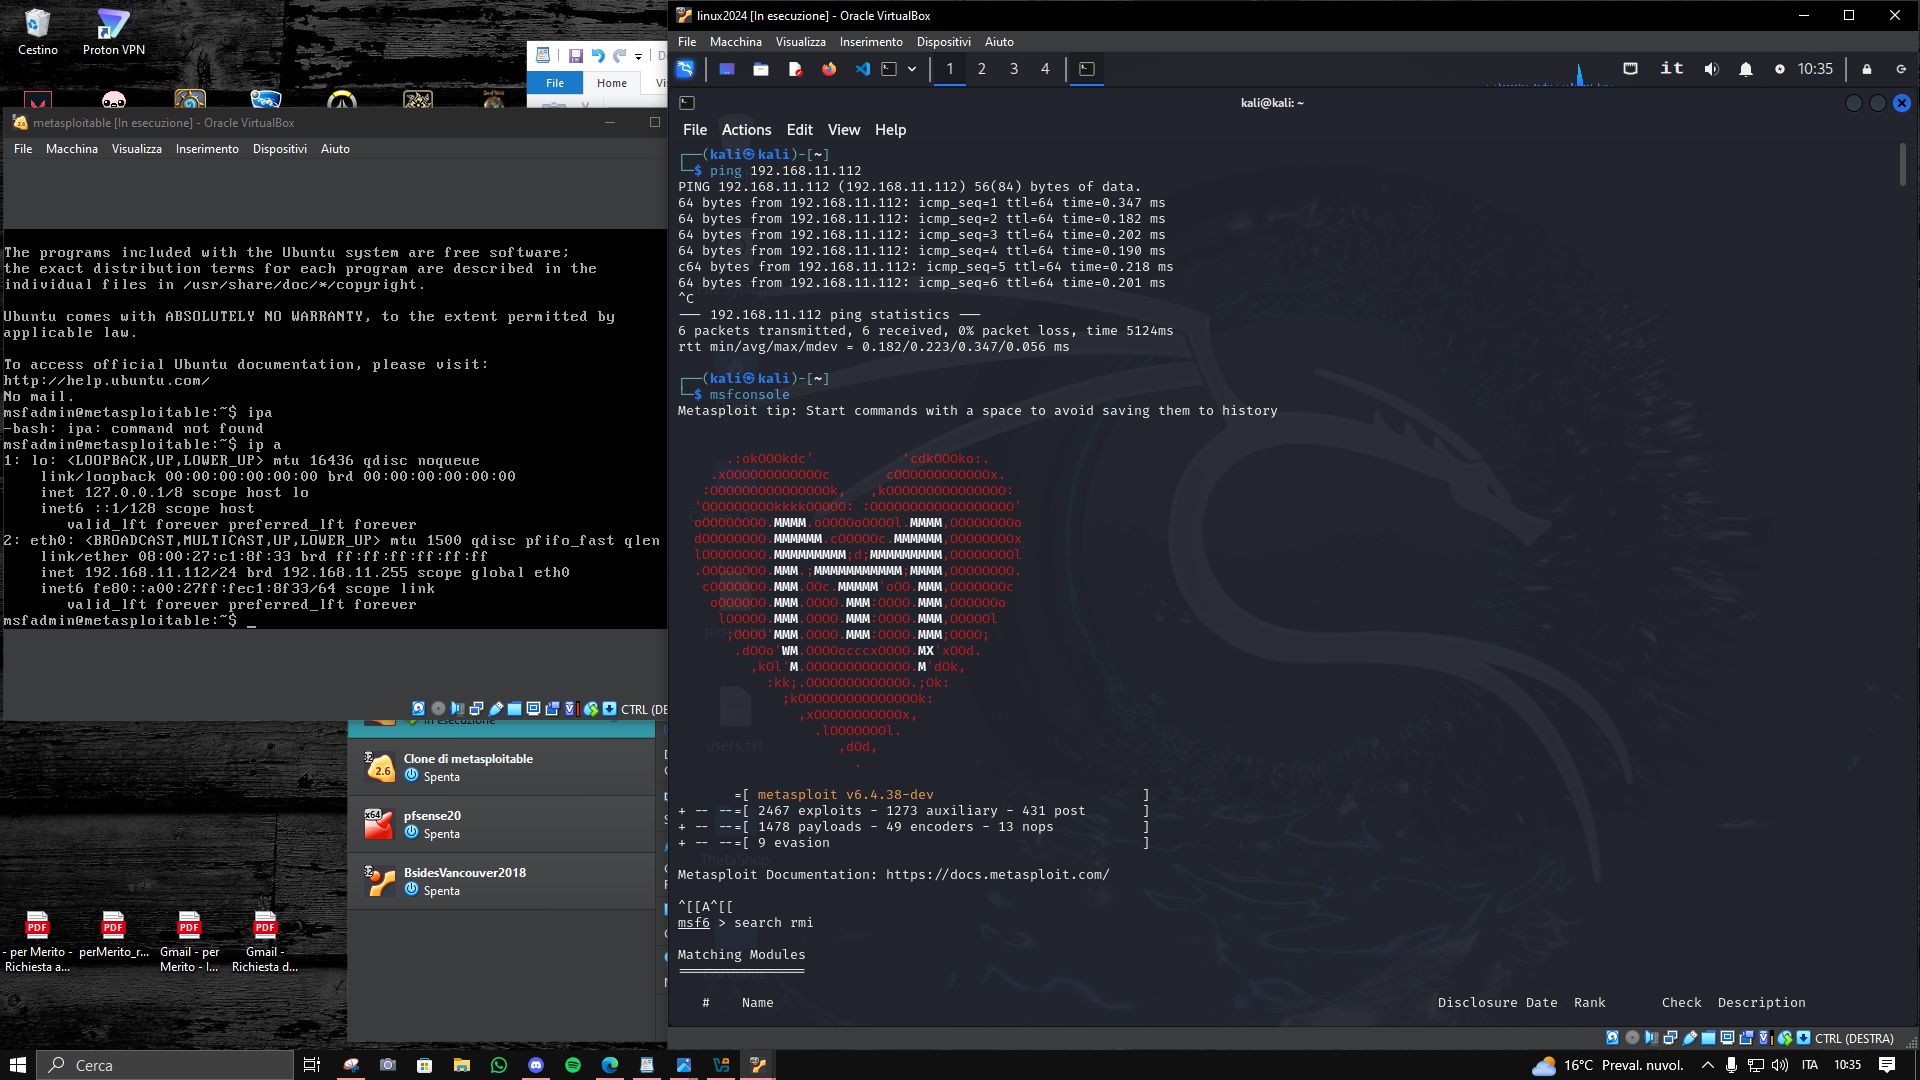 Cestino
Proton VPN
File
Home
metasploitable [In esecuzione] - Oracle VirtualBox
File Macchina Visualizza Inserimento Dispositivi Aiuto
The programs included with the Ubuntu system are free software;
the exact distribution terms for each program are described in the
individual files in /usr/share/doc/*/copyright.
Ubuntu comes with ABSOLUTELY NO WARRANTY, to the extent permitted by
applicable law.
To access official Ubuntu documentation, please visit:
http://help.ubuntu.com/
No mail.
msfadmin@metasploitable:~$ ipa
-bash: ipa: command not found
msfadmin@metasploitable:~$ ip a
1: lo: <LOOPBACK,UP,LOWER_UP> mtu 16436 qdisc noqueue
link/loopback 00:00:00:00:00:00 brd 00:00:00:00:00:00
inet 127.0.0.1/8 scope host lo
inet6 ::1/128 scope host
valid_lft forever preferred_lft forever
2: eth0: <BROADCAST,MULTICAST,UP,LOWER_UP> mtu 1500 qdisc pfifo_fast qlen
link/ether 08:00:27:c1:8f:33 brd ff:ff:ff:ff:ff:ff
inet 192.168.11.112/24 brd 192.168.11.255 scope global eth0
inet6 fe80::a00:27ff:fec1:8f33/64 scope link
valid_lft forever preferred_lft forever
msfadmin@metasploitable:~$ _
CTRL (DE
In esecuzione
Clone di metasploitable
Spenta
pfsense20
Spenta
BsidesVancouver2018
Spenta
- per Merito - Richiesta a...
perMerito_r...
Gmail - per Merito - I...
Gmail - Richiesta d...
linux2024 [In esecuzione] - Oracle VirtualBox
File Macchina Visualizza Inserimento Dispositivi Aiuto
1 2 3 4
it
10:35
kali@kali: ~
File Actions Edit View Help
┌──(kali㉿kali)-[~]
└─$ ping 192.168.11.112
PING 192.168.11.112 (192.168.11.112) 56(84) bytes of data.
64 bytes from 192.168.11.112: icmp_seq=1 ttl=64 time=0.347 ms
64 bytes from 192.168.11.112: icmp_seq=2 ttl=64 time=0.182 ms
64 bytes from 192.168.11.112: icmp_seq=3 ttl=64 time=0.202 ms
64 bytes from 192.168.11.112: icmp_seq=4 ttl=64 time=0.190 ms
c64 bytes from 192.168.11.112: icmp_seq=5 ttl=64 time=0.218 ms
64 bytes from 192.168.11.112: icmp_seq=6 ttl=64 time=0.201 ms
^C
--- 192.168.11.112 ping statistics ---
6 packets transmitted, 6 received, 0% packet loss, time 5124ms
rtt min/avg/max/mdev = 0.182/0.223/0.347/0.056 ms
┌──(kali㉿kali)-[~]
└─$ msfconsole
Metasploit tip: Start commands with a space to avoid saving them to history
users.txt
=[ metasploit v6.4.38-dev ]
+ -- --=[ 2467 exploits - 1273 auxiliary - 431 post ]
+ -- --=[ 1478 payloads - 49 encoders - 13 nops ]
+ -- --=[ 9 evasion ]
ThetaShop
Metasploit Documentation: https://docs.metasploit.com/
^[[A^[[
msf6 > search rmi
Matching Modules
================
# Name Disclosure Date Rank Check Description
CTRL (DESTRA)
Cerca
16°C Preval. nuvol.
ITA
10:35